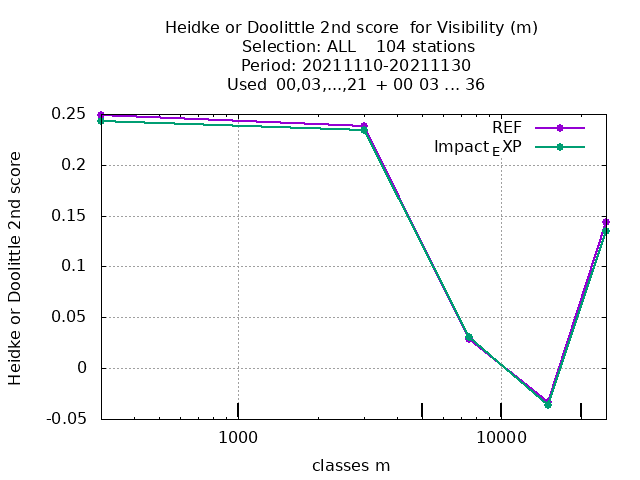 Heidke or Doolittle 2nd score  for Visibility (m)
Selection: ALL    104 stations
Period: 20211110-20211130
Used  00,03,...,21  + 00 03 ... 36
0.25
0.2
0.15
0.1
0.05
0
-0.05
Heidke or Doolittle 2nd score
REF
Impact_EXP
1000
10000
classes m